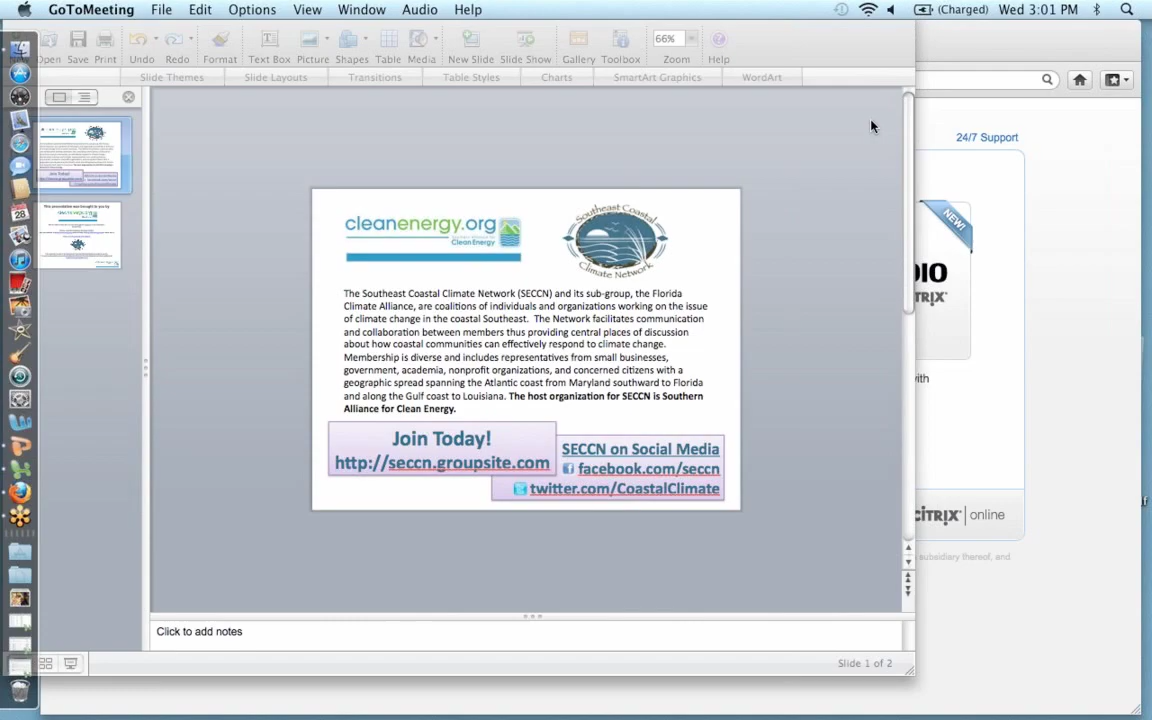 GoToMeeting File Edit Options View Window Audio Help (Charged) Wed 3:01 PM
Open Save Print Undo Redo Format Text Box Picture Shapes Table Media New Slide Slide Show Gallery Toolbox 66% Zoom Help
Slide Themes Slide Layouts Transitions Table Styles Charts SmartArt Graphics WordArt
24/7 Support
NEW!
cleanenergy.org
Clean Energy
Southeast Coastal
Climate Network
The Southeast Coastal Climate Network (SECCN) and its sub-group, the Florida
Climate Alliance, are coalitions of individuals and organizations working on the issue
of climate change in the coastal Southeast. The Network facilitates communication
and collaboration between members thus providing central places of discussion
about how coastal communities can effectively respond to climate change.
Membership is diverse and includes representatives from small businesses,
government, academia, nonprofit organizations, and concerned citizens with a
geographic spread spanning the Atlantic coast from Maryland southward to Florida
and along the Gulf coast to Louisiana. The host organization for SECCN is Southern
Alliance for Clean Energy.
Join Today!
http://seccn.groupsite.com
SECCN on Social Media
facebook.com/seccn
twitter.com/CoastalClimate
DIO
TRIX
with
CİTRIX online
subsidiary thereof, and
28
Click to add notes
Slide 1 of 2